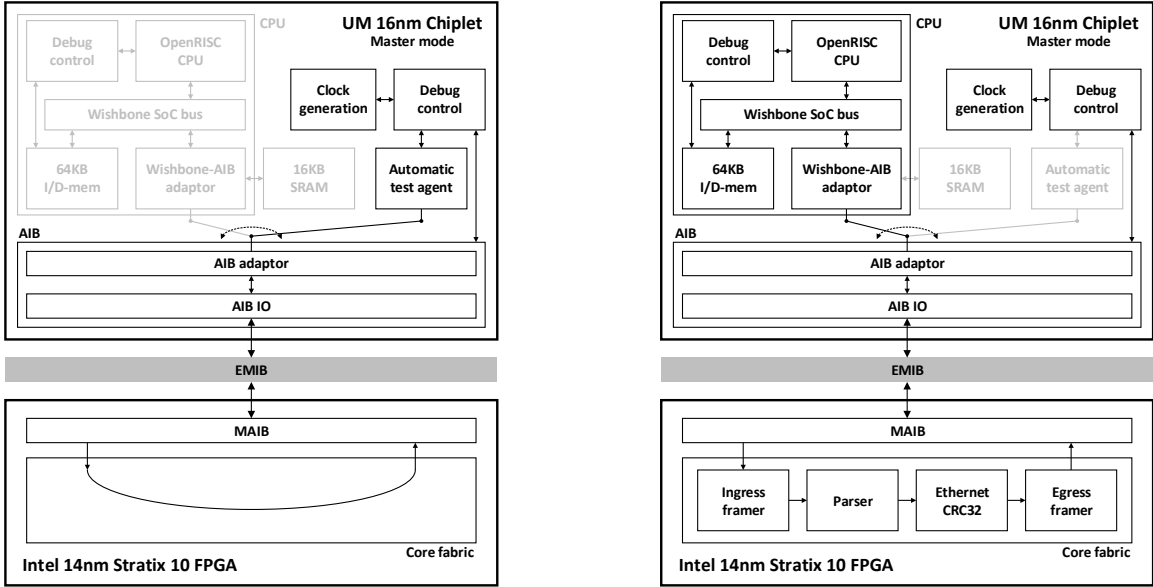 UM 16nm Chiplet
Master mode
CPU
Debug
control
OpenRISC
CPU
Clock
generation
Debug
control
Wishbone SoC bus
64KB
I/D-mem
Wishbone-AIB
adaptor
16KB
SRAM
Automatic
test agent
AIB
AIB adaptor
AIB IO
EMIB
MAIB
Core fabric
Intel 14nm Stratix 10 FPGA
UM 16nm Chiplet
Master mode
CPU
Debug
control
OpenRISC
CPU
Clock
generation
Debug
control
Wishbone SoC bus
64KB
I/D-mem
Wishbone-AIB
adaptor
16KB
SRAM
Automatic
test agent
AIB
AIB adaptor
AIB IO
EMIB
MAIB
Ingress
framer
Parser
Ethernet
CRC32
Egress
framer
Core fabric
Intel 14nm Stratix 10 FPGA